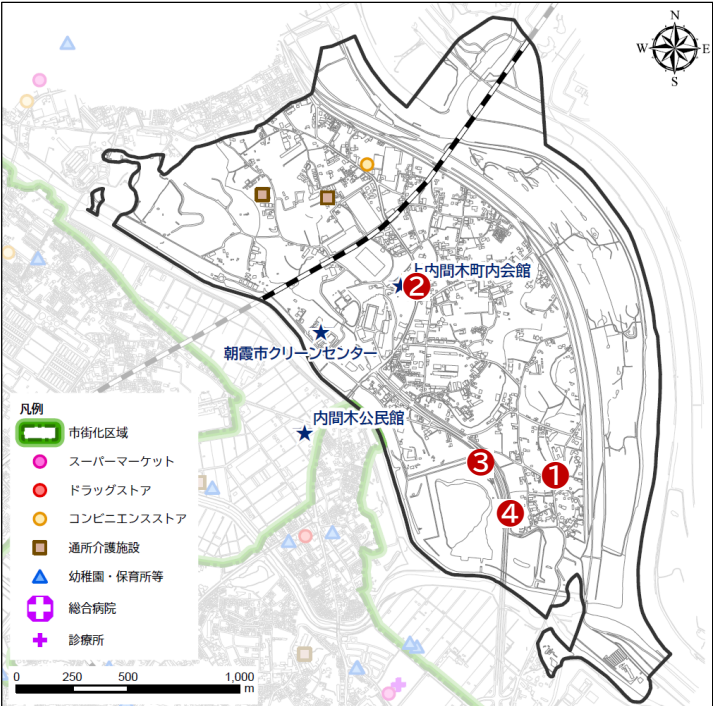 N
W E
S
上内間木町内会館
2
朝霞市クリーンセンター
内間木公民館
3
1
4
凡例
市街化区域
スーパーマーケット
ドラッグストア
コンビニエンスストア
通所介護施設
幼稚園・保育所等
総合病院
診療所
0 250 500 1,000
m